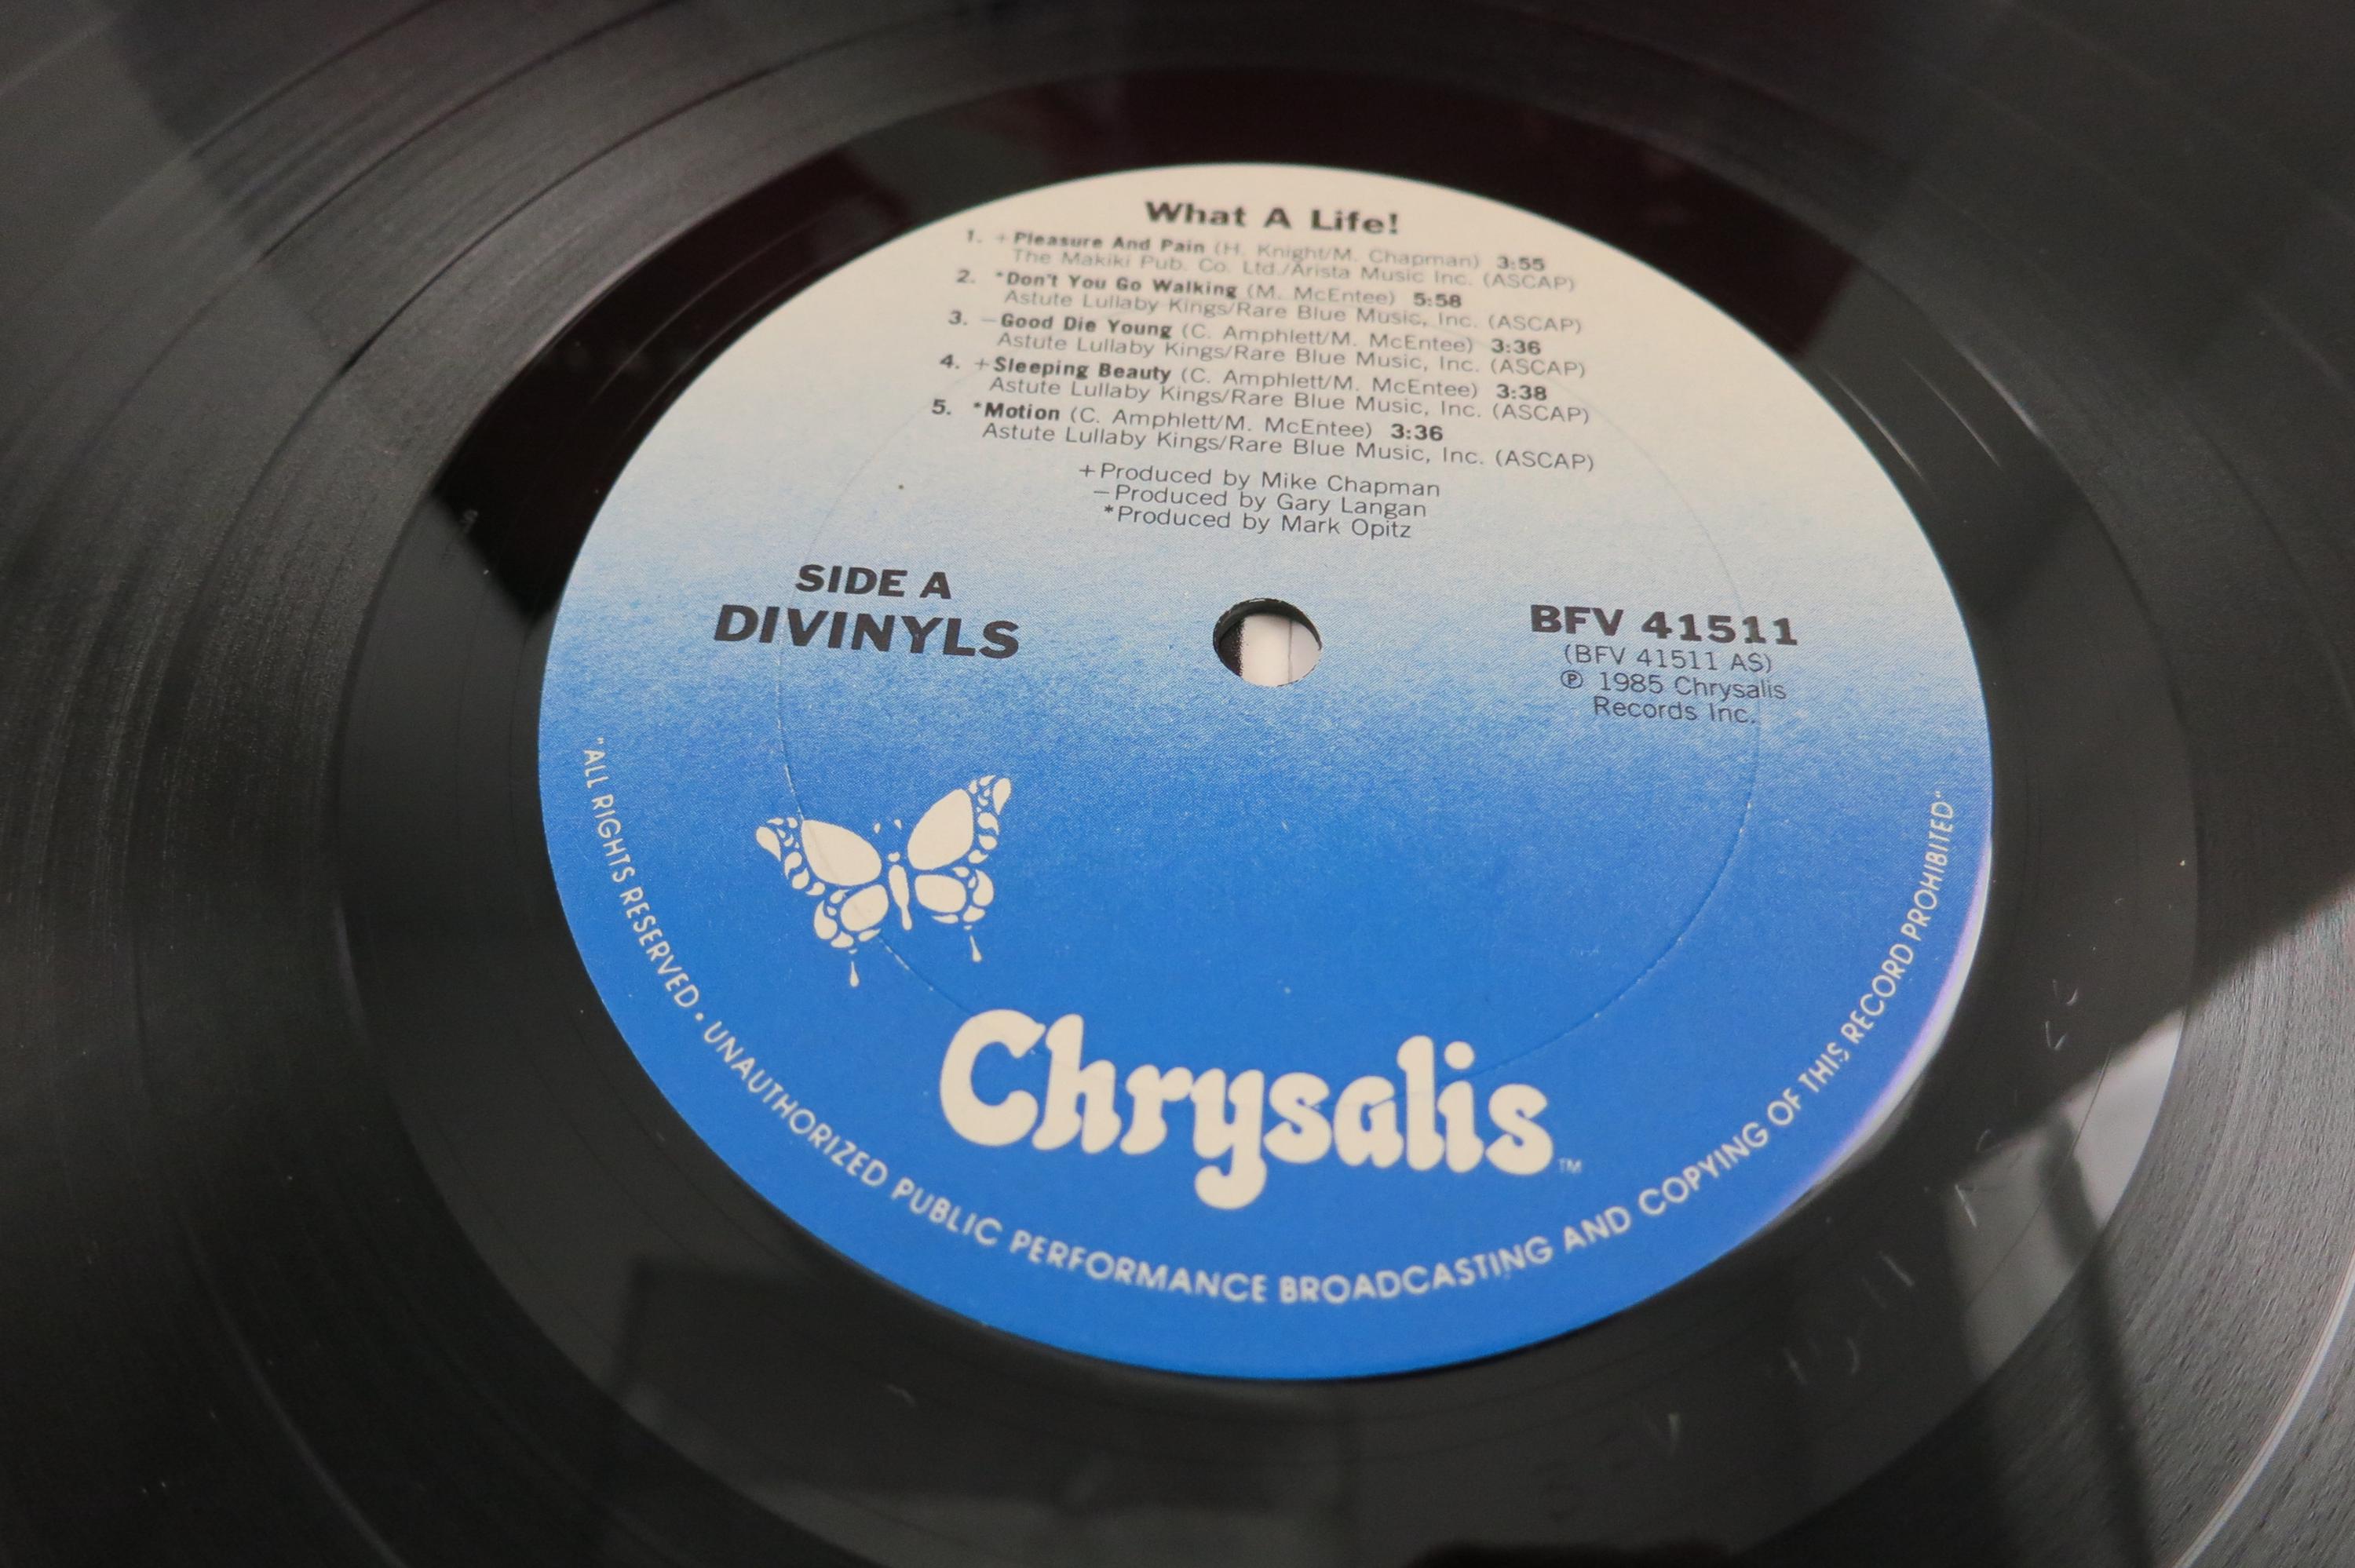 What A Life!
1. +Pleasure And Pain (H. Knight/M. Chapman) 3:55
The Makiki Pub. Co. Ltd./Arista Music Inc. (ASCAP)
2. *Don't You Go Walking (M. McEntee) 5:58
Astute Lullaby Kings/Rare Blue Music, Inc. (ASCAP)
3. –Good Die Young (C. Amphlett/M. McEntee) 3:36
Astute Lullaby Kings/Rare Blue Music, Inc. (ASCAP)
4. +Sleeping Beauty (C. Amphlett/M. McEntee) 3:38
Astute Lullaby Kings/Rare Blue Music, Inc. (ASCAP)
5. *Motion (C. Amphlett/M. McEntee) 3:36
Astute Lullaby Kings/Rare Blue Music, Inc. (ASCAP)
+Produced by Mike Chapman
–Produced by Gary Langan
*Produced by Mark Opitz
SIDE A
DIVINYLS
BFV 41511
(BFV 41511 AS)
℗ 1985 Chrysalis
Records Inc.
Chrysalis™
"ALL RIGHTS RESERVED • UNAUTHORIZED PUBLIC PERFORMANCE BROADCASTING AND COPYING OF THIS RECORD PROHIBITED"